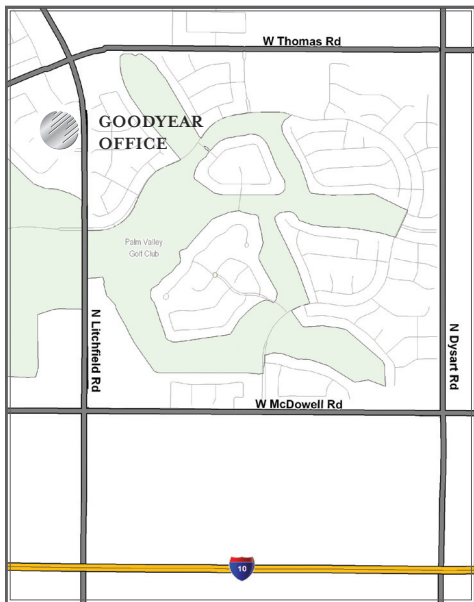 W Thomas Rd
GOODYEAR
OFFICE
Palm Valley
Golf Club
N Litchfield Rd
N Dysart Rd
W McDowell Rd
10